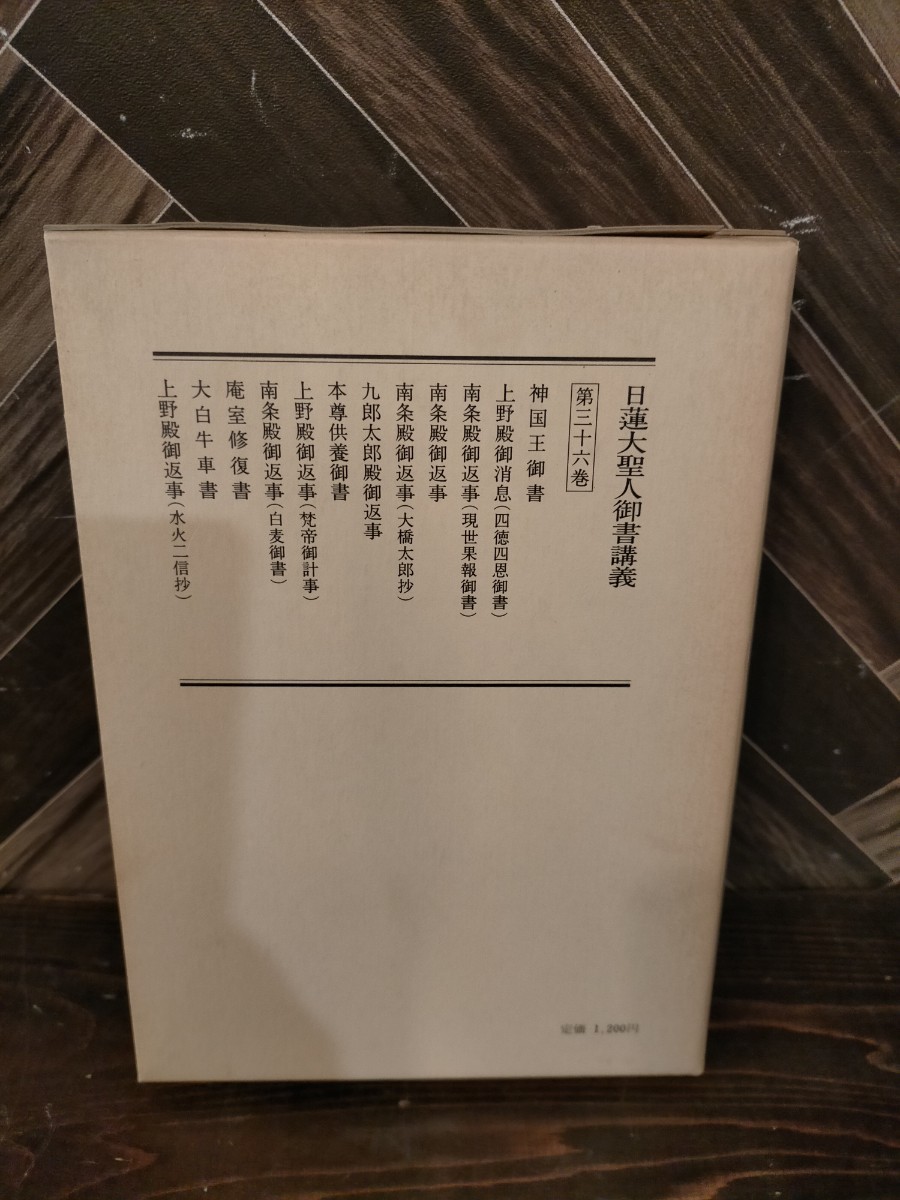 日蓮大聖人御書講義
第三十六巻
神国王御書
上野殿御消息(四徳四恩御書)
南条殿御返事(現世果報御書)
南条殿御返事
南条殿御返事(大橋太郎抄)
九郎太郎殿御返事
本尊供養御書
上野殿御返事(梵帝御計事)
南条殿御返事(白麦御書)
庵室修復書
大白牛車書
上野殿御返事(水火二信抄)
定価 1,200円